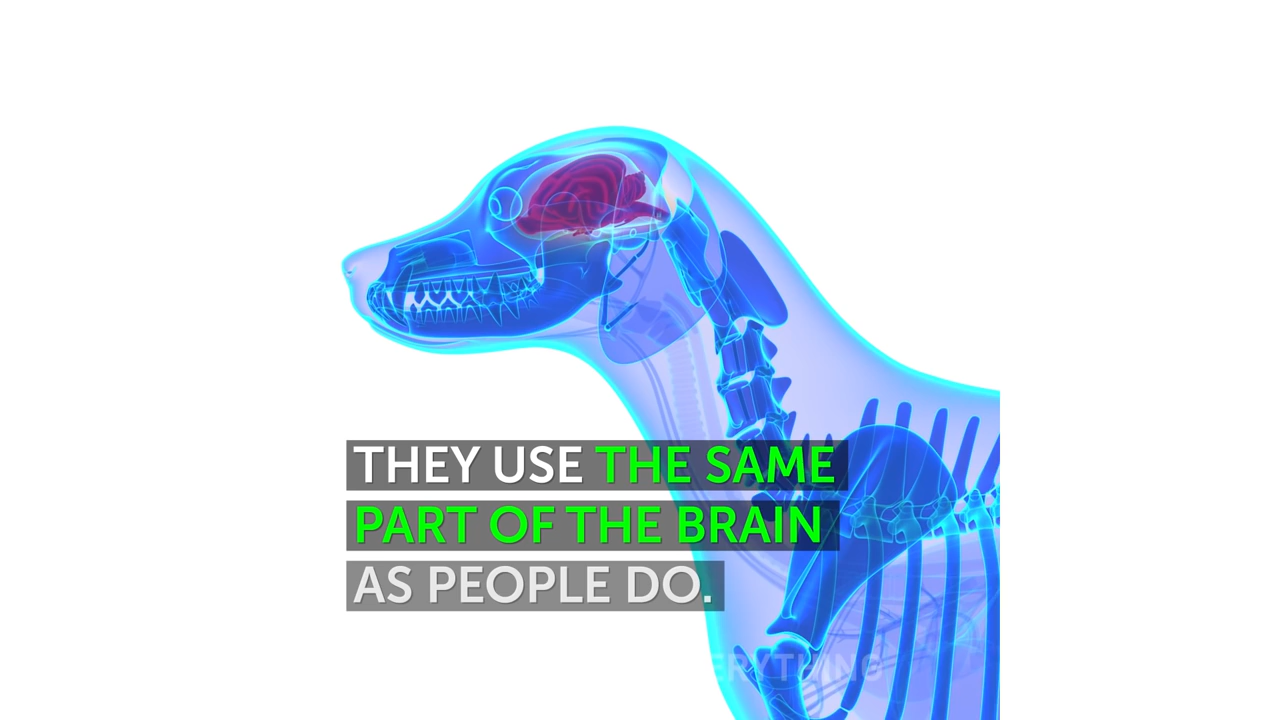 THEY USE THE SAME
PART OF THE BRAIN
AS PEOPLE DO.